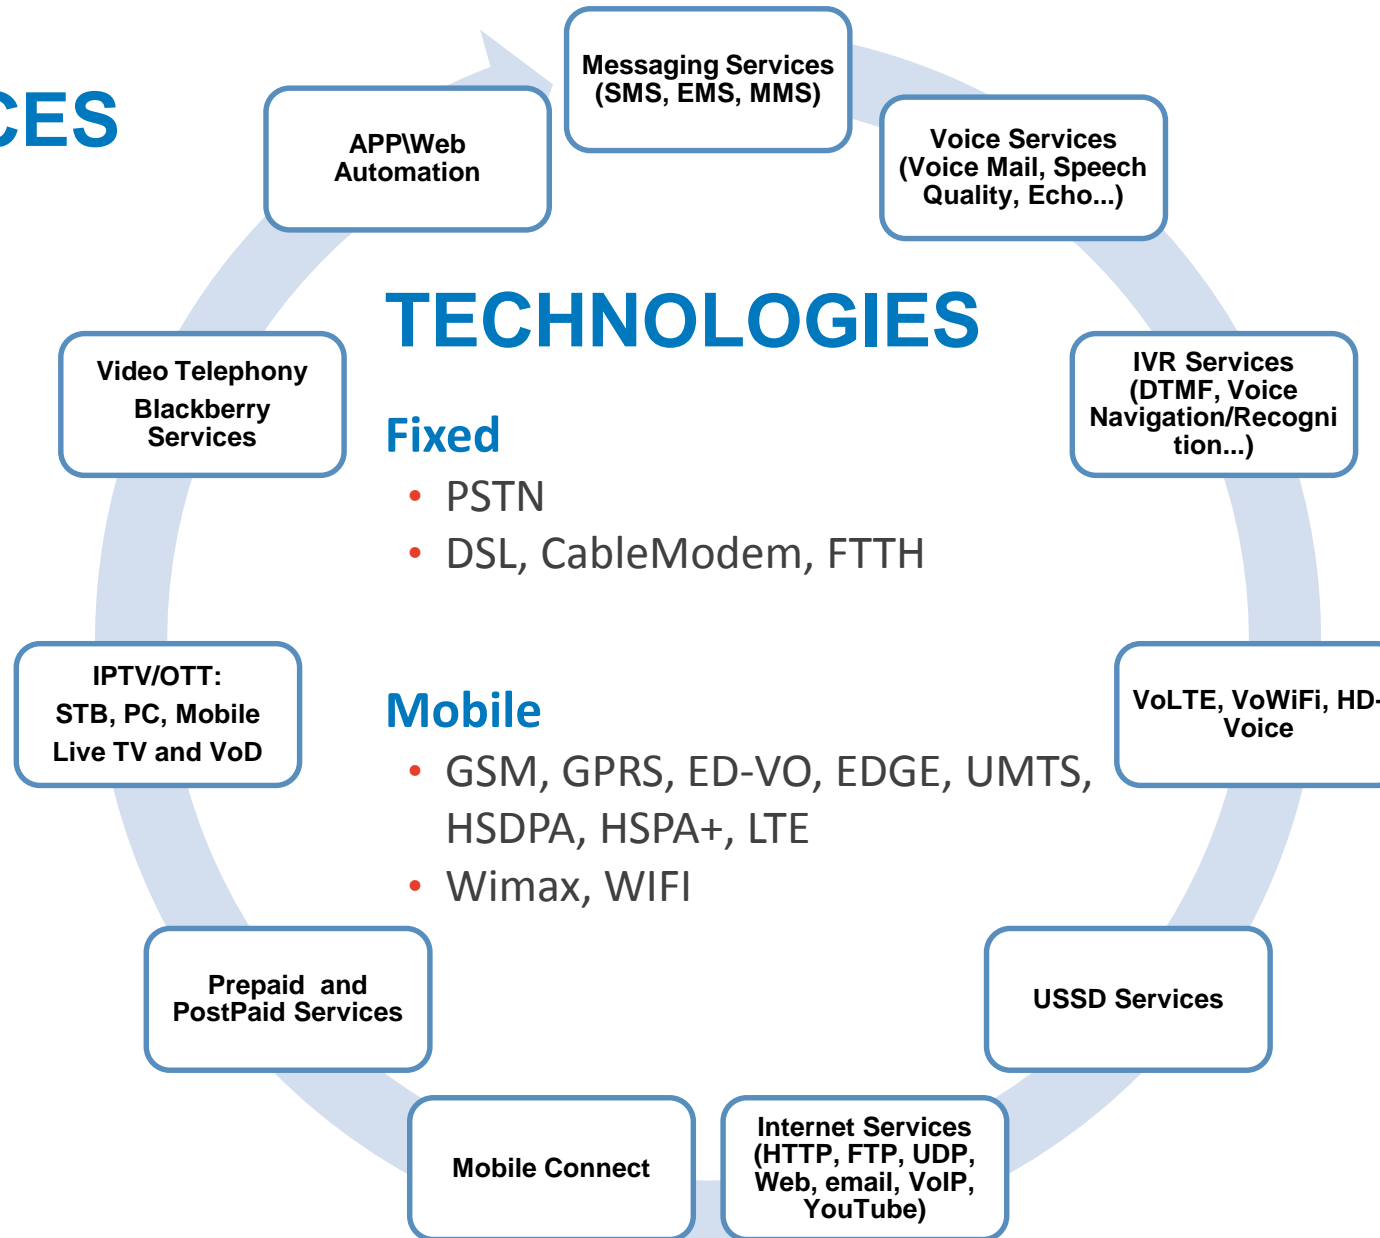 CES
Messaging Services
(SMS, EMS, MMS)
APP\Web
Automation
Voice Services
(Voice Mail, Speech
Quality, Echo...)
TECHNOLOGIES
Video Telephony
Blackberry
Services
IVR Services
(DTMF, Voice
Navigation/Recogni
tion...)
Fixed
• PSTN
• DSL, CableModem, FTTH
IPTV/OTT:
STB, PC, Mobile
Live TV and VoD
VoLTE, VoWiFi, HD-
Voice
Mobile
• GSM, GPRS, ED-VO, EDGE, UMTS,
HSDPA, HSPA+, LTE
• Wimax, WIFI
Prepaid and
PostPaid Services
USSD Services
Mobile Connect
Internet Services
(HTTP, FTP, UDP,
Web, email, VoIP,
YouTube)